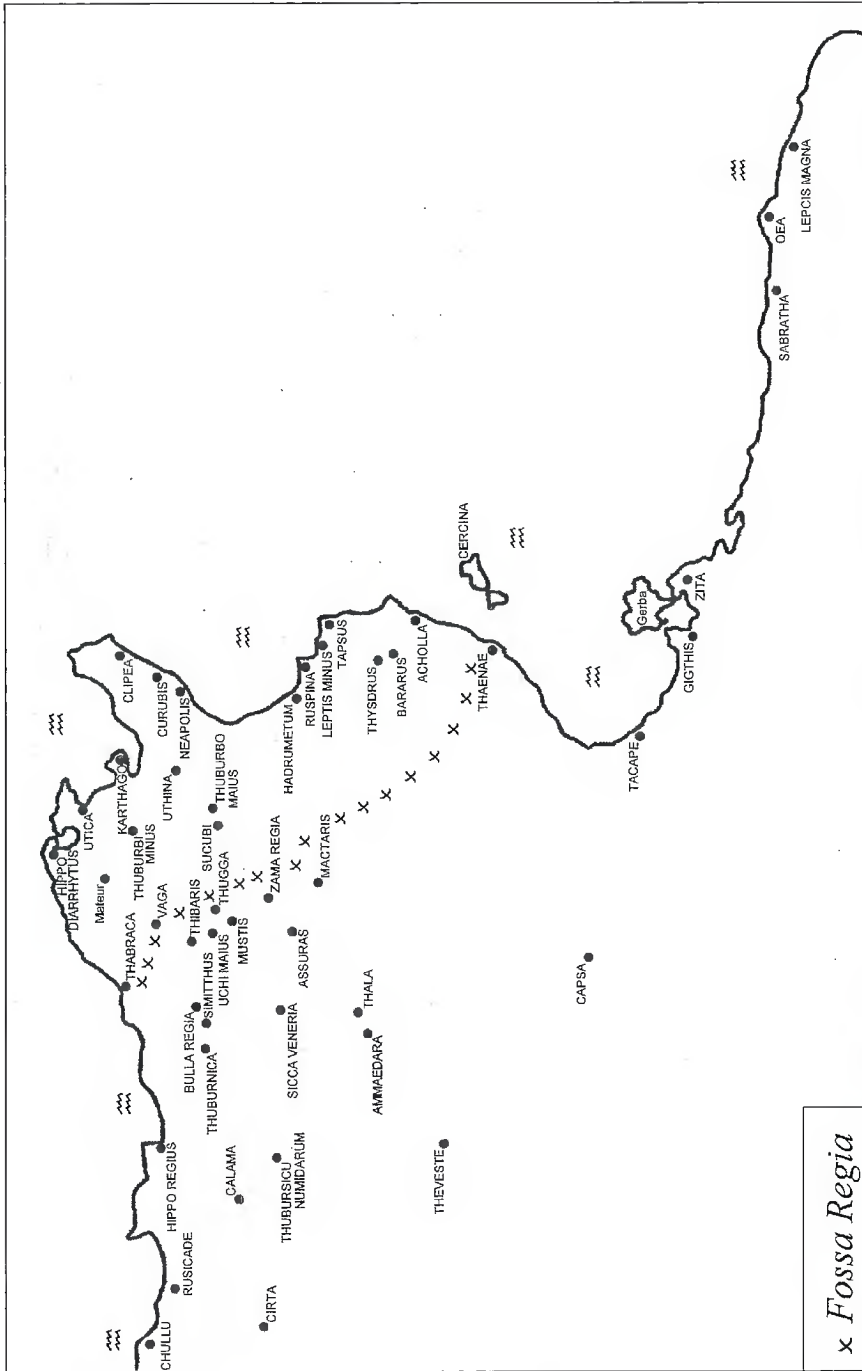 CHULLU
RUSICADE
HIPPO REGIUS
CIRTA
CALAMA
THUBURSICU
NUMIDARUM
THEVESTE
THABRACA
HIPPO
DIARRHYTUS
UTICA
Mateur
VAGA
THUBURBI
MINUS
KARTHAGO
CLIPEA
CURUBIS
NEAPOLIS
UTHINA
THUBURBO
MAIUS
SUCUBI
THIBARIS
THUGGA
BULLA REGIA
SIMITTHUS
UCHI MAIUS
MUSTIS
THUBURNICA
SICCA VENERIA
ASSURAS
ZAMA REGIA
MACTARIS
THALA
AMMAEDARA
HADRUMETUM
RUSPINA
LEPTIS MINUS
TAPSUS
THYSDRUS
BARARUS
ACHOLLA
THAENAE
CERCINA
CAPSA
TACAPE
Gerba
GIGTHIS
ZITA
SABRATHA
OEA
LEPCIS MAGNA
x Fossa Regia